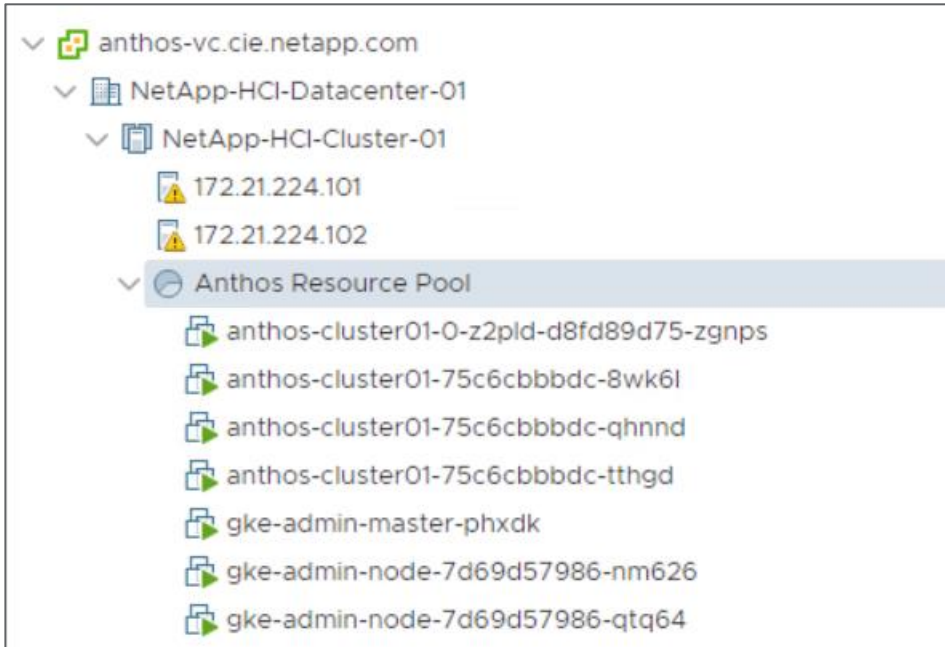 anthos-vc.cie.netapp.com
NetApp-HCI-Datacenter-01
NetApp-HCI-Cluster-01
172.21.224.101
172.21.224.102
Anthos Resource Pool
anthos-cluster01-0-z2pld-d8fd89d75-zgnps
anthos-cluster01-75c6cbbbdc-8wk6l
anthos-cluster01-75c6cbbbdc-qhnnd
anthos-cluster01-75c6cbbbdc-tthgd
gke-admin-master-phxdk
gke-admin-node-7d69d57986-nm626
gke-admin-node-7d69d57986-qtq64